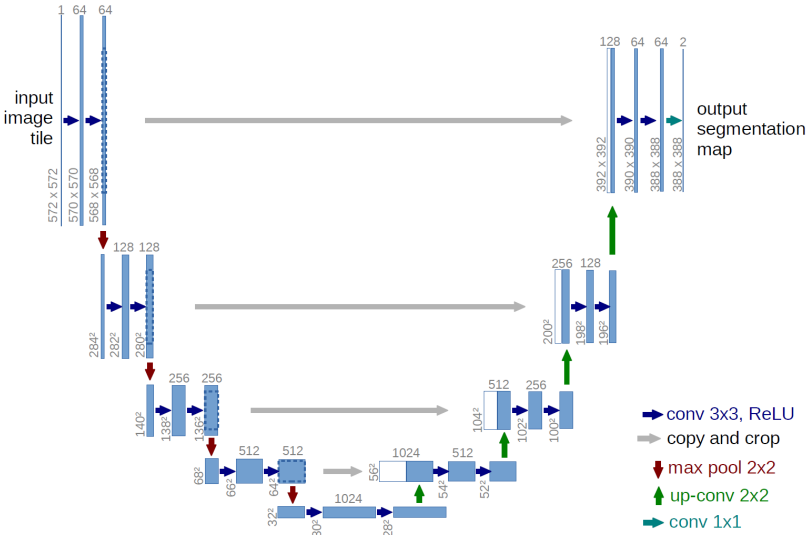 1 64 64
128 64 64 2
input
image
tile
output
segmentation
map
572 x 572
570 x 570
568 x 568
392 x 392
390 x 390
388 x 388
388 x 388
128 128
256 128
284²
282²
280²
200²
198²
196²
256 256
512 256
140²
138²
136²
104²
102²
100²
512 512
1024 512
68²
66²
64²
56²
54²
52²
1024
32²
30²
28²
conv 3x3, ReLU
copy and crop
max pool 2x2
up-conv 2x2
conv 1x1